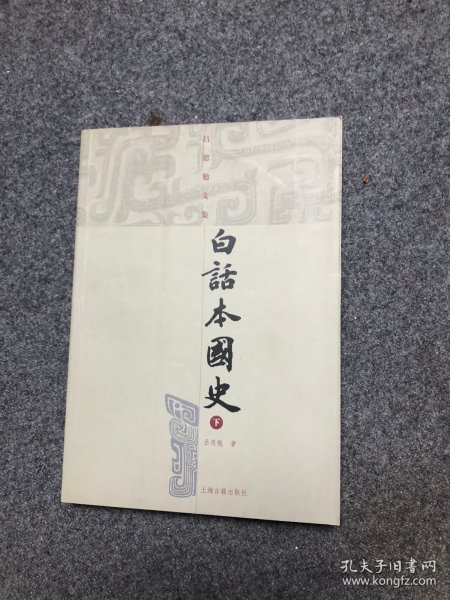 吕思勉文集
白話本國史
下
吕思勉 著
上海古籍出版社
孔夫子旧书网
www.kongfz.com